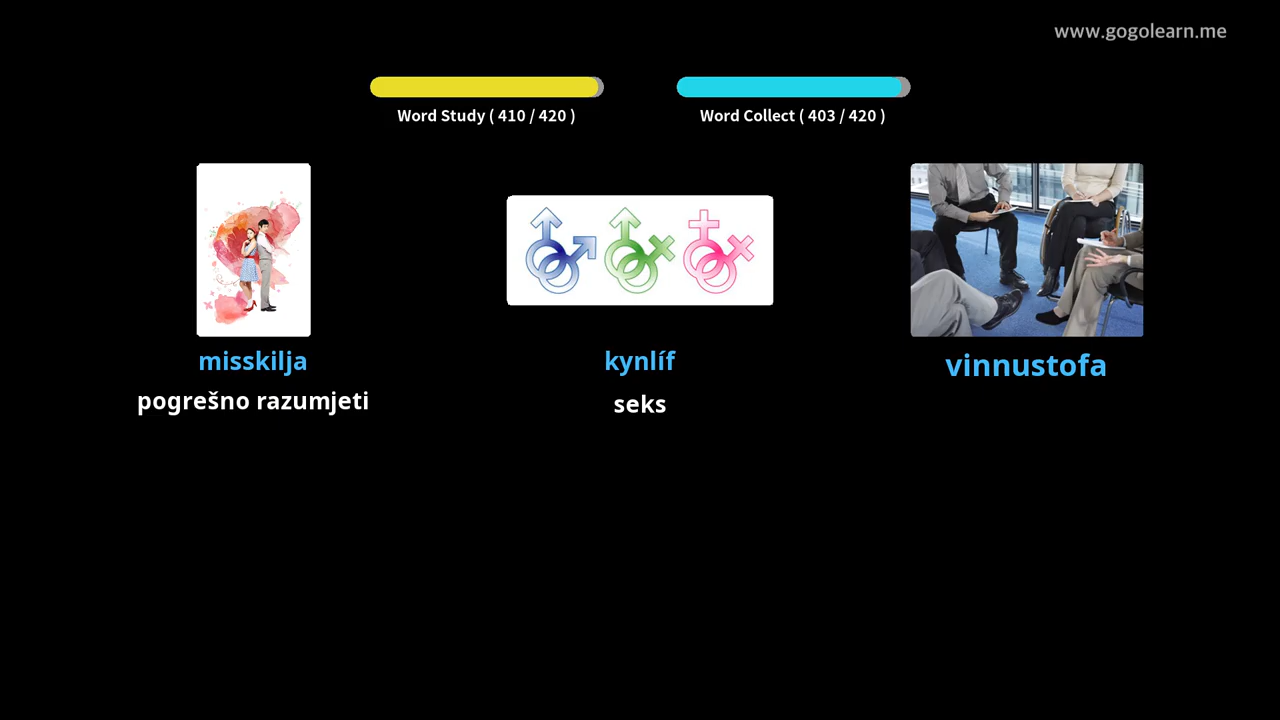 www.gogolearn.me
Word Study ( 410 / 420 )
Word Collect ( 403 / 420 )
misskilja
kynlíf
vinnustofa
pogrešno razumjeti
seks